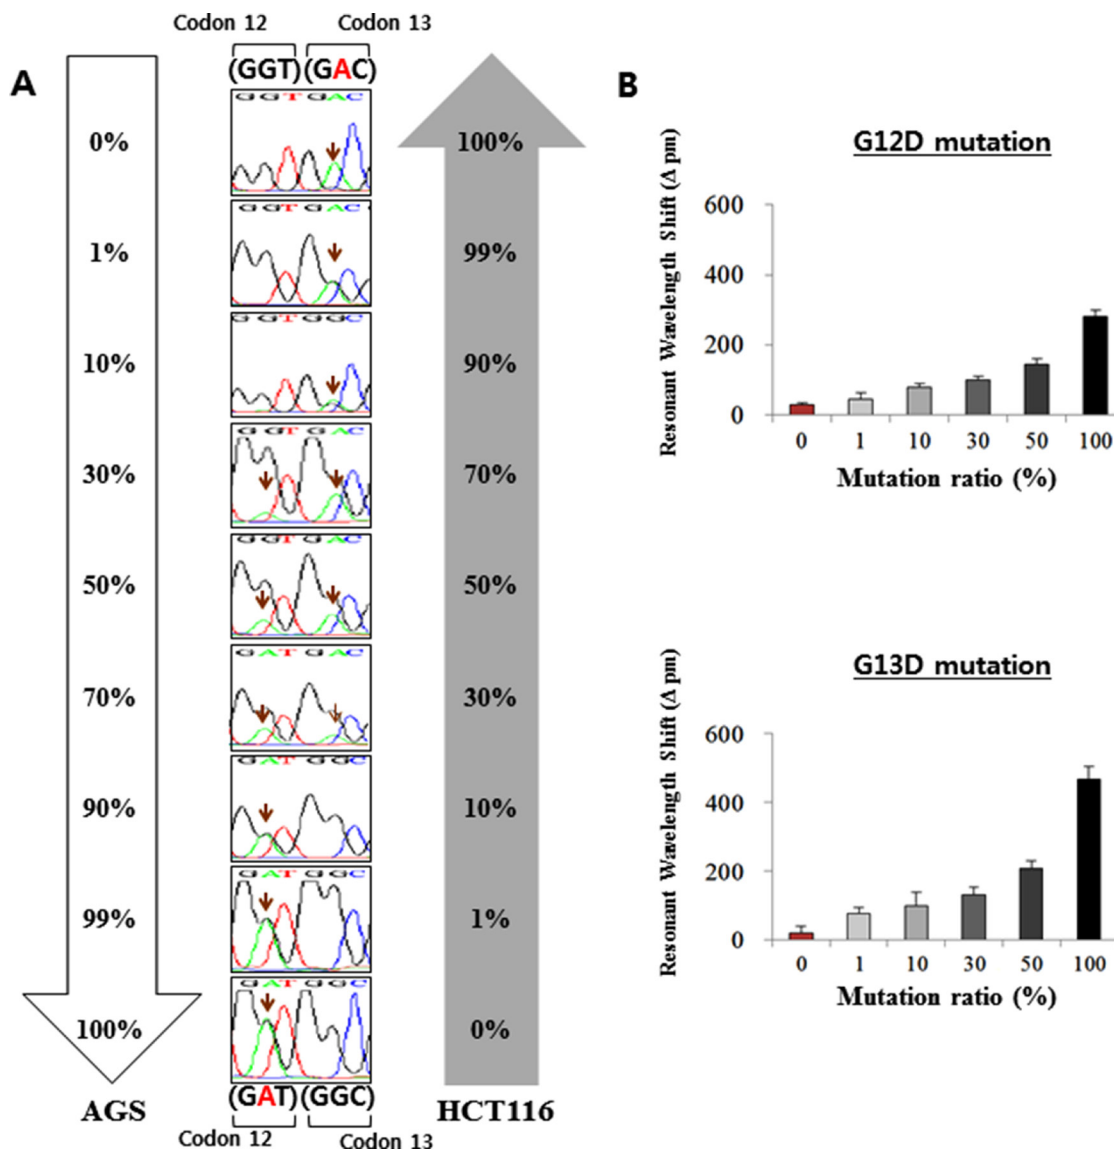 Codon 12 Codon 13
A
(GGT) (GAC)
G G T G A C
0% 100%
G G T G A C
1% 99%
G G T G G C
10% 90%
G G T G A C
30% 70%
G G T G A C
50% 50%
G A T G A C
70% 30%
G A T G G C
90% 10%
G A T G G C
99% 1%
G A T G G C
100% 0%
(GAT) (GGC)
AGS HCT116
Codon 12 Codon 13
B
G12D mutation
Resonant Wavelength Shift (Δ pm)
600
400
200
0
0 1 10 30 50 100
Mutation ratio (%)
G13D mutation
Resonant Wavelength Shift (Δ pm)
600
400
200
0
0 1 10 30 50 100
Mutation ratio (%)